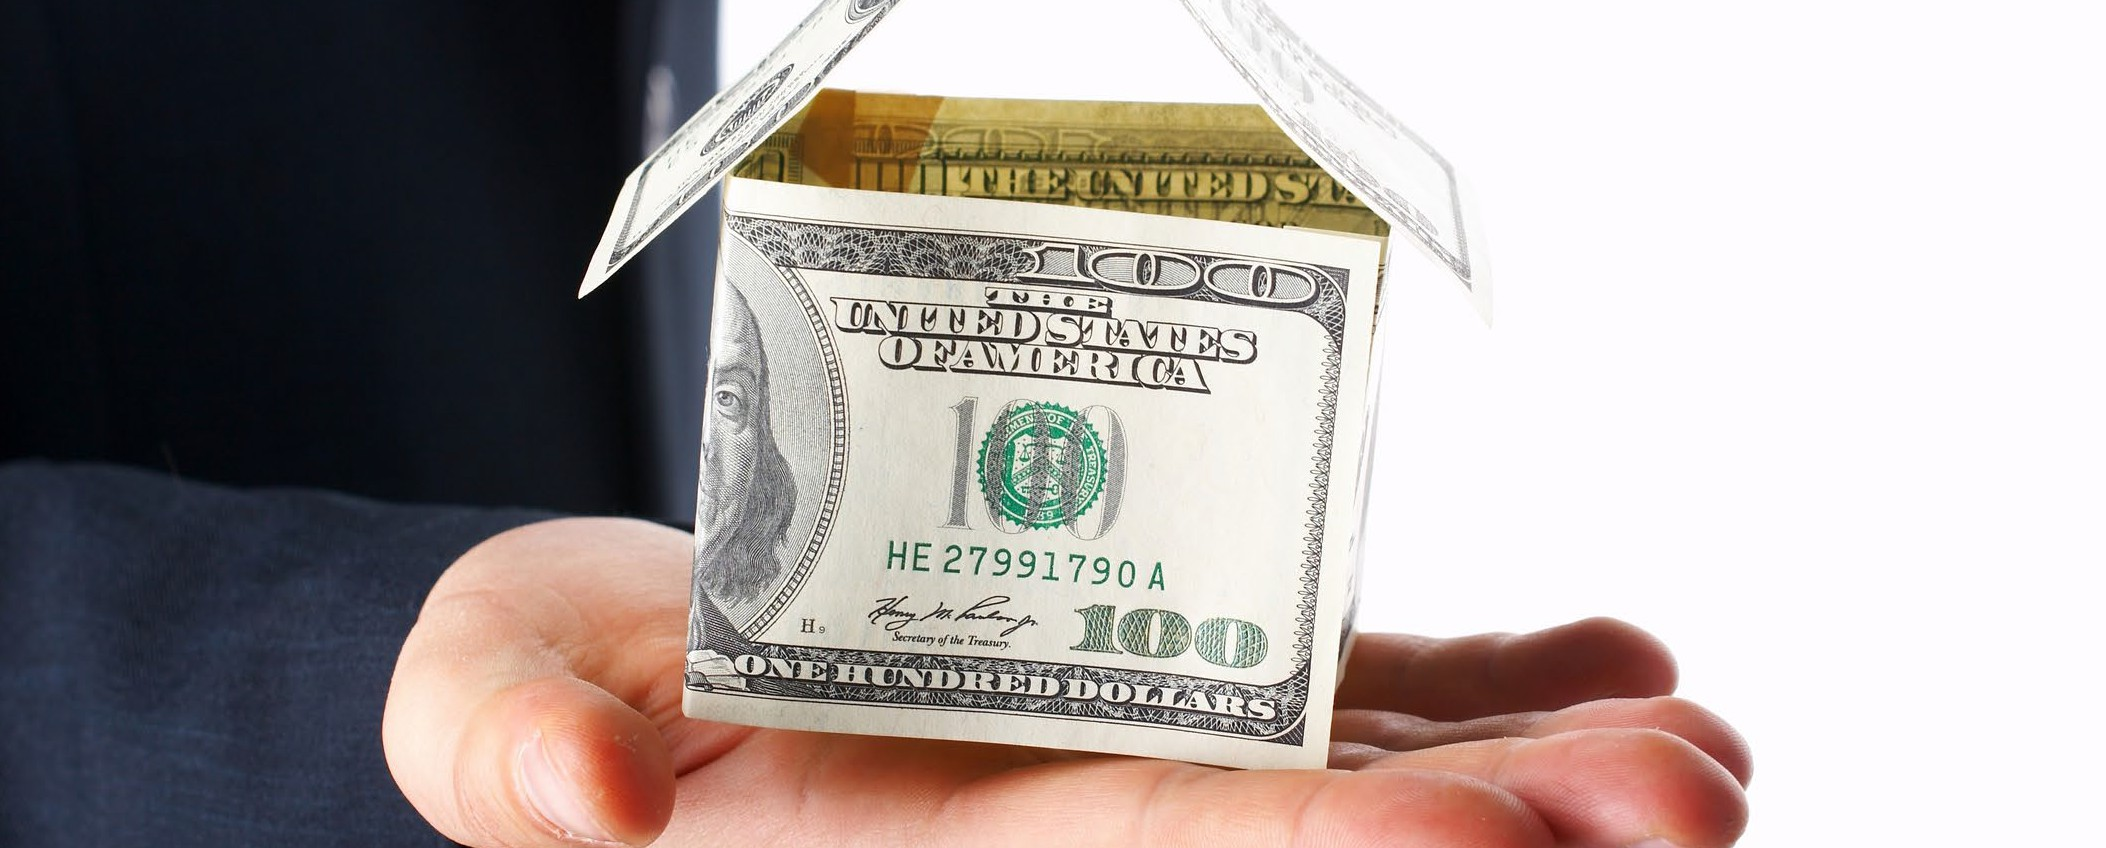 THE UNITED ST
100
THE
UNITED STATES
OF AMERICA
100
HE 27991790 A
H9
Secretary of the Treasury.
100
ONE HUNDRED DOLLARS